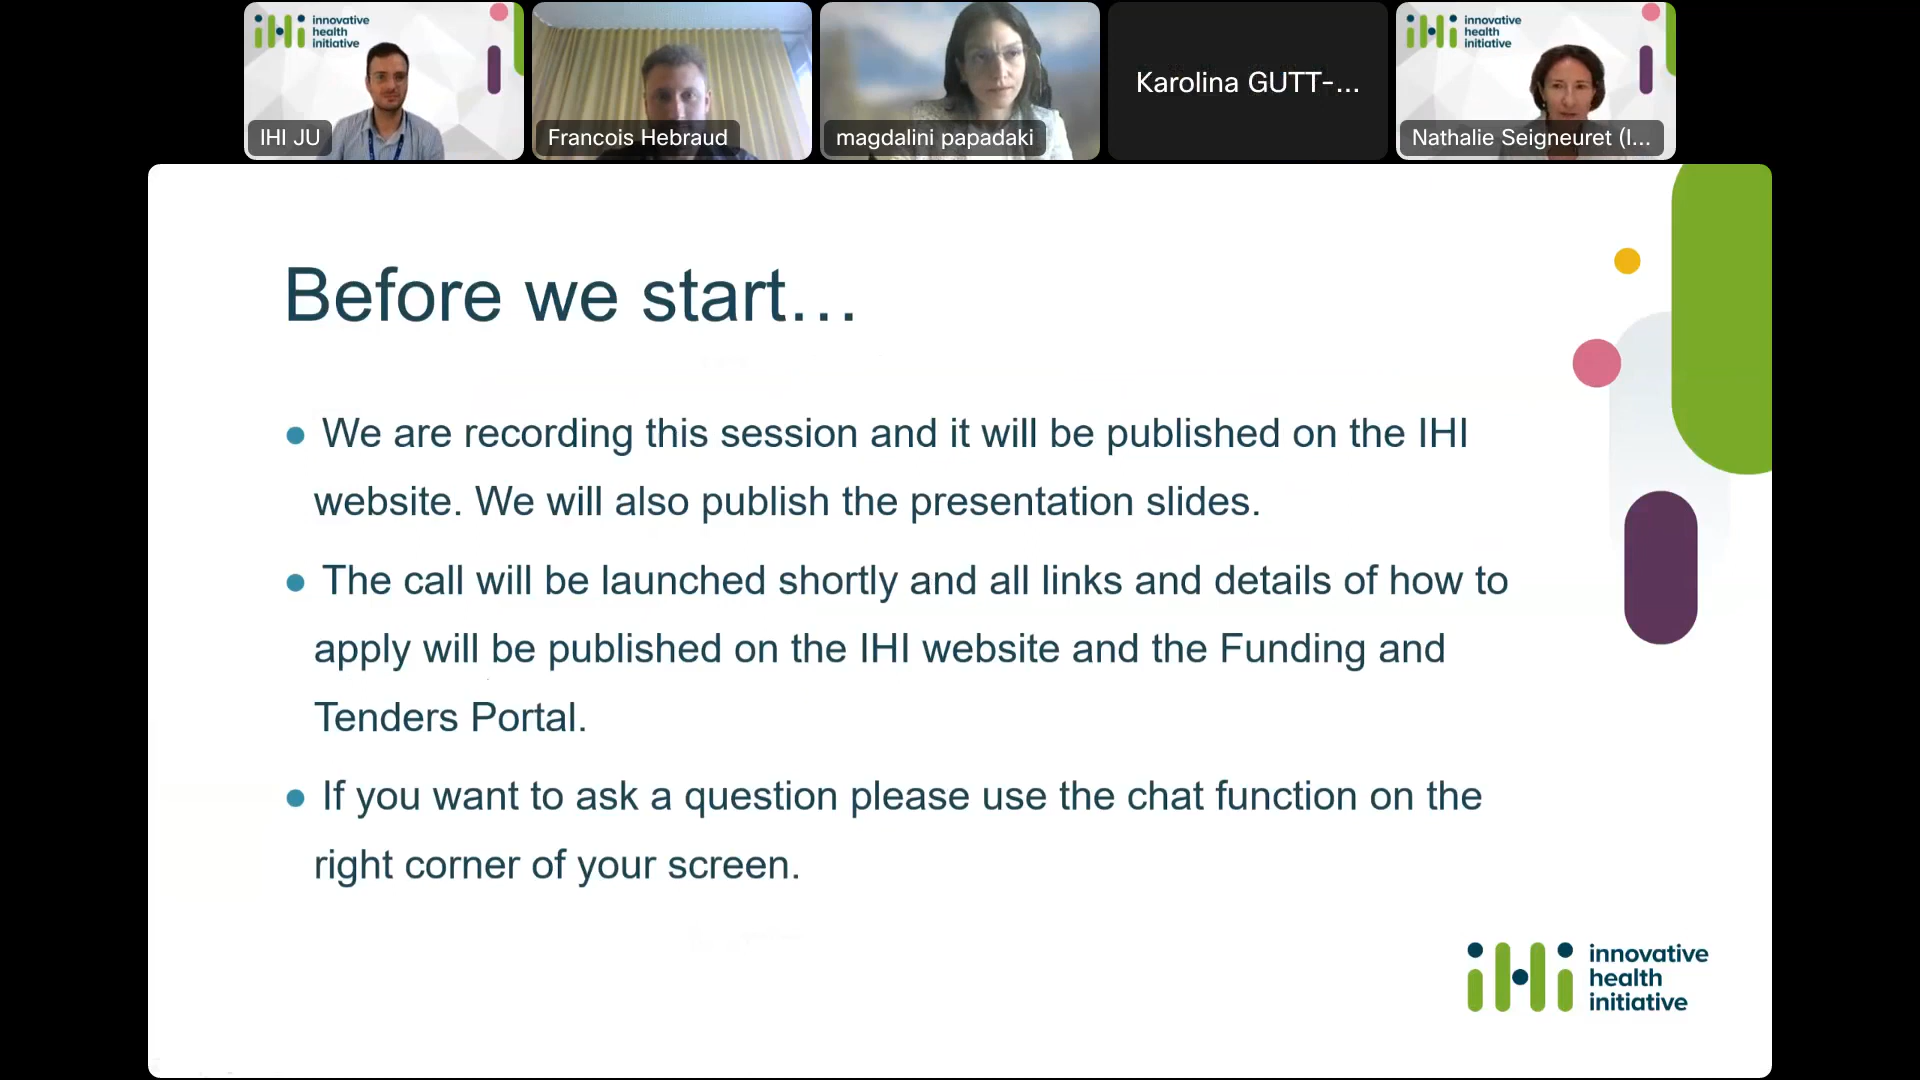 innovative
health
initiative
IHI JU
Francois Hebraud
magdalini papadaki
Karolina GUTT-...
innovative
health
initiative
Nathalie Seigneuret (I...
Before we start...
We are recording this session and it will be published on the IHI
website. We will also publish the presentation slides.
The call will be launched shortly and all links and details of how to
apply will be published on the IHI website and the Funding and
Tenders Portal.
If you want to ask a question please use the chat function on the
right corner of your screen.
iHi innovative
health
initiative